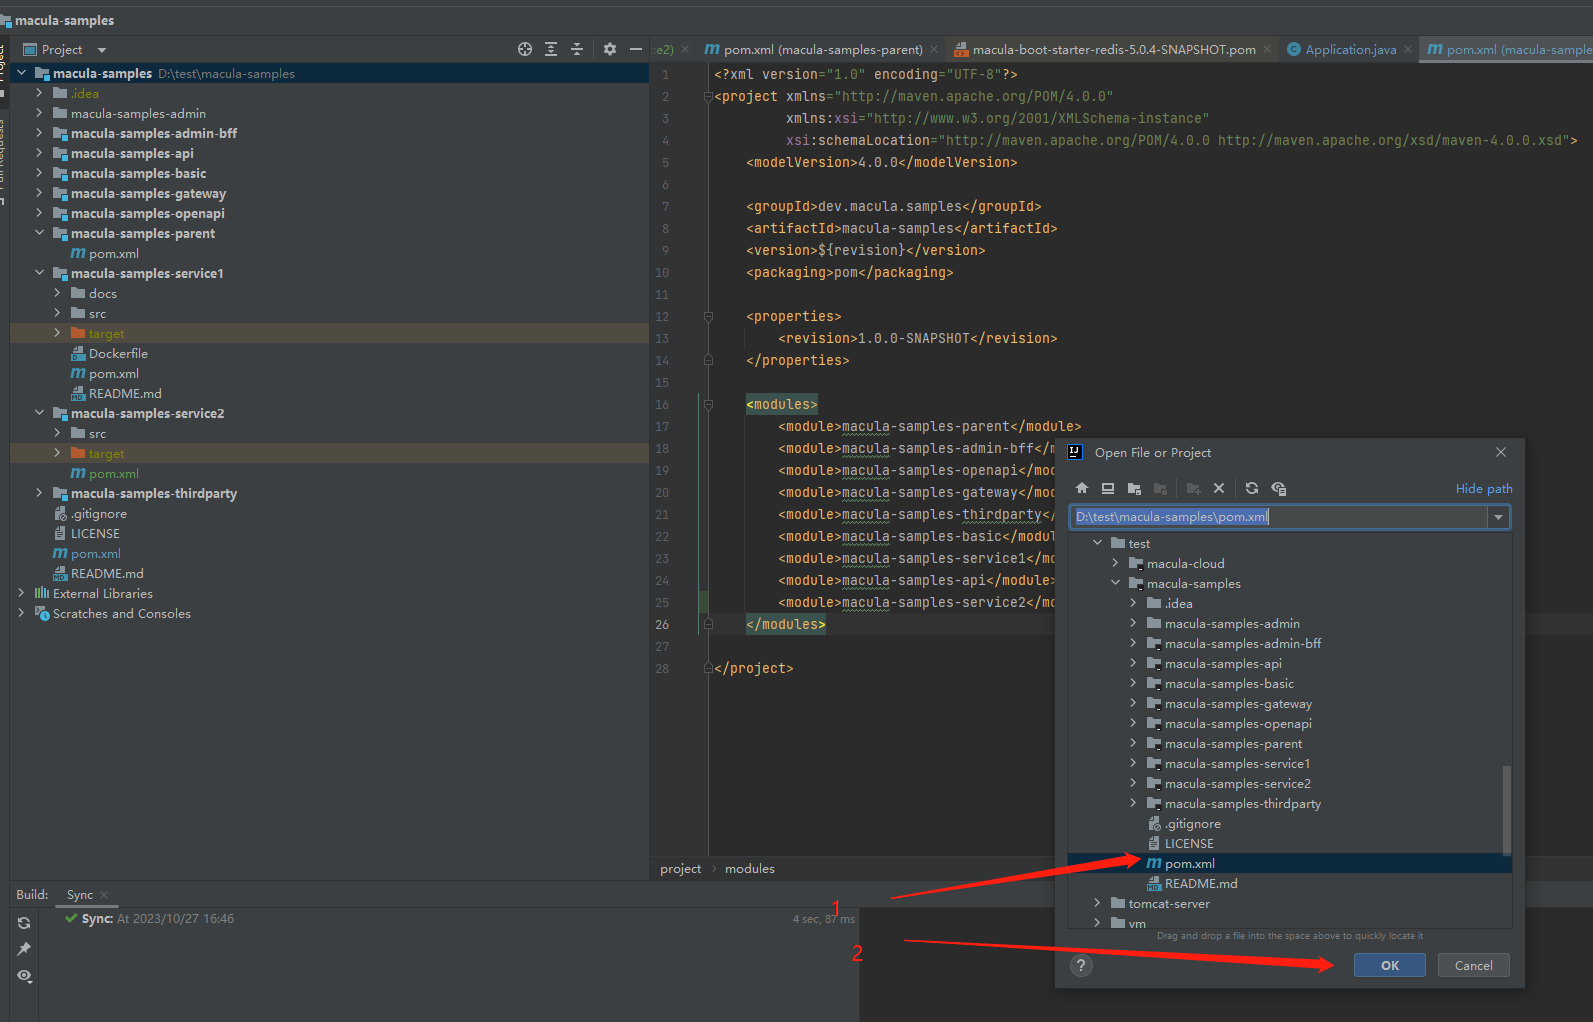 macula-samples
Project
e2)
pom.xml (macula-samples-parent)
macula-boot-starter-redis-5.0.4-SNAPSHOT.pom
Application.java
pom.xml (macula-sample
macula-samples D:\test\macula-samples
.idea
macula-samples-admin
macula-samples-admin-bff
macula-samples-api
macula-samples-basic
macula-samples-gateway
macula-samples-openapi
macula-samples-parent
pom.xml
macula-samples-service1
docs
src
target
Dockerfile
pom.xml
README.md
macula-samples-service2
src
target
pom.xml
macula-samples-thirdparty
.gitignore
LICENSE
pom.xml
README.md
External Libraries
Scratches and Consoles
1 <?xml version="1.0" encoding="UTF-8"?>
2 <project xmlns="http://maven.apache.org/POM/4.0.0"
3 xmlns:xsi="http://www.w3.org/2001/XMLSchema-instance"
4 xsi:schemaLocation="http://maven.apache.org/POM/4.0.0 http://maven.apache.org/xsd/maven-4.0.0.xsd">
5 <modelVersion>4.0.0</modelVersion>
6
7 <groupId>dev.macula.samples</groupId>
8 <artifactId>macula-samples</artifactId>
9 <version>${revision}</version>
10 <packaging>pom</packaging>
11
12 <properties>
13 <revision>1.0.0-SNAPSHOT</revision>
14 </properties>
15
16 <modules>
17 <module>macula-samples-parent</module>
18 <module>macula-samples-admin-bff</m
19 <module>macula-samples-openapi</mod
20 <module>macula-samples-gateway</mod
21 <module>macula-samples-thirdparty</
22 <module>macula-samples-basic</modul
23 <module>macula-samples-service1</mo
24 <module>macula-samples-api</module>
25 <module>macula-samples-service2</mo
26 </modules>
27
28 </project>
project › modules
Open File or Project
Hide path
D:\test\macula-samples\pom.xml
test
macula-cloud
macula-samples
.idea
macula-samples-admin
macula-samples-admin-bff
macula-samples-api
macula-samples-basic
macula-samples-gateway
macula-samples-openapi
macula-samples-parent
macula-samples-service1
macula-samples-service2
macula-samples-thirdparty
.gitignore
LICENSE
pom.xml
README.md
tomcat-server
vm
Drag and drop a file into the space above to quickly locate it
? OK Cancel
Build: Sync
Sync: At 2023/10/27 16:46
4 sec, 87 ms
1
2